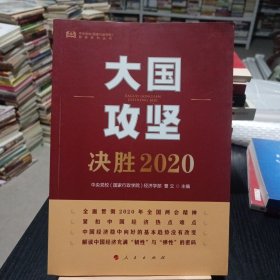 大国
攻坚
决胜2020
中央党校（国家行政学院）经济学部 曹立 主编
全面贯彻2020年全国两会精神
紧扣中国经济热点难点
中国经济稳中向好的基本趋势没有改变
解读中国经济充满“韧性”与“弹性”的密码
人民出版社